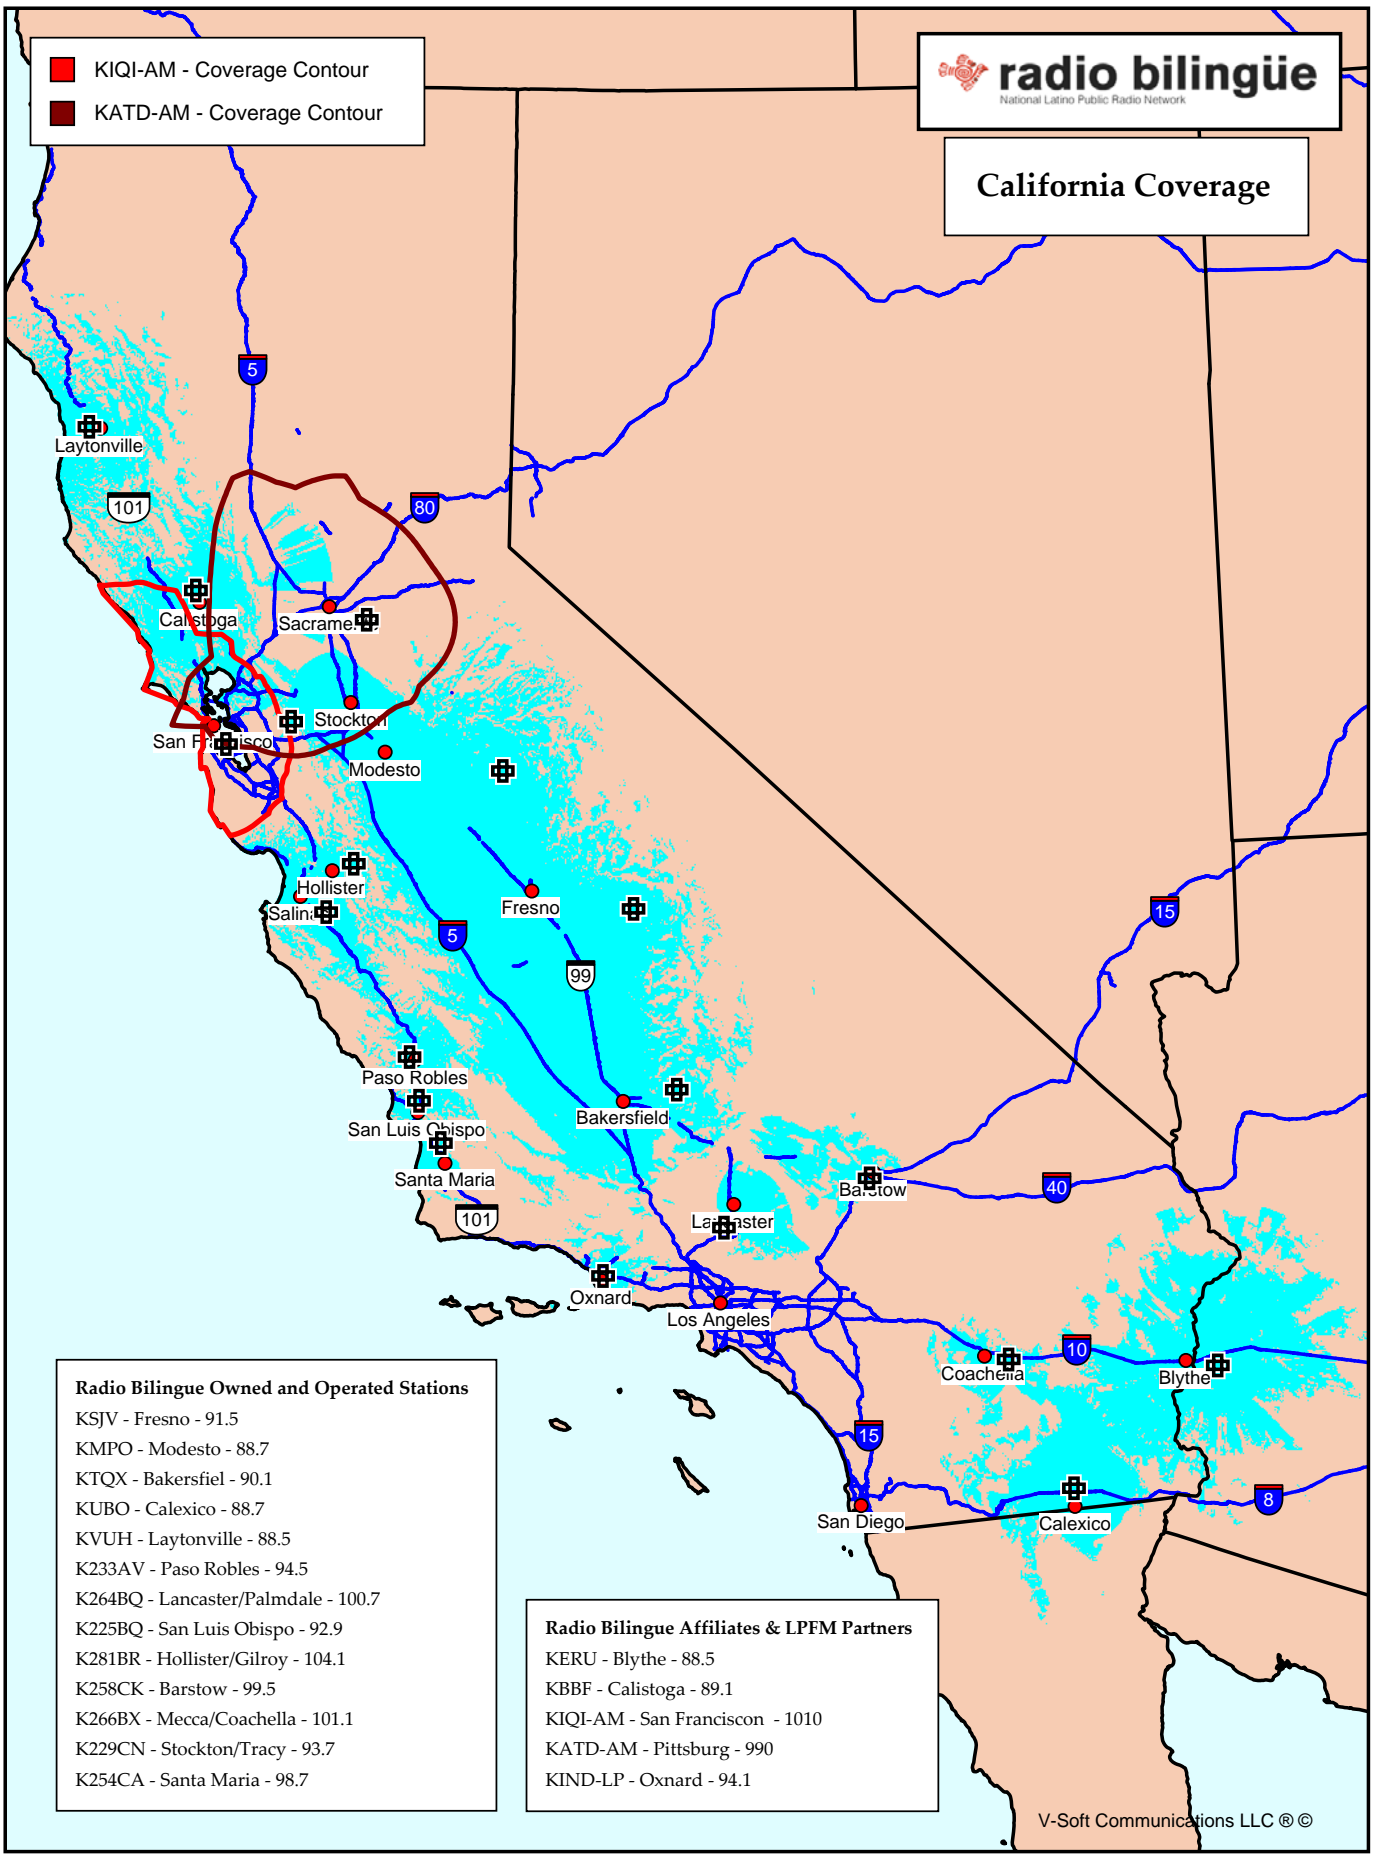 KIQI-AM - Coverage Contour
KATD-AM - Coverage Contour
radio bilingüe
National Latino Public Radio Network
California Coverage
5
Laytonville
101
80
Calistoga
Sacrame
Stockton
San Fr isco
Modesto
Hollister
Salinas
Fresno
15
5
99
Paso Robles
Bakersfield
San Luis Obispo
Santa Maria
Barstow
40
101
Lancaster
Oxnard
Los Angeles
10
Coachella
Blythe
15
8
San Diego
Calexico
Radio Bilingue Owned and Operated Stations
KSJV - Fresno - 91.5
KMPO - Modesto - 88.7
KTQX - Bakersfiel - 90.1
KUBO - Calexico - 88.7
KVUH - Laytonville - 88.5
K233AV - Paso Robles - 94.5
K264BQ - Lancaster/Palmdale - 100.7
K225BQ - San Luis Obispo - 92.9
K281BR - Hollister/Gilroy - 104.1
K258CK - Barstow - 99.5
K266BX - Mecca/Coachella - 101.1
K229CN - Stockton/Tracy - 93.7
K254CA - Santa Maria - 98.7
Radio Bilingue Affiliates & LPFM Partners
KERU - Blythe - 88.5
KBBF - Calistoga - 89.1
KIQI-AM - San Franciscon - 1010
KATD-AM - Pittsburg - 990
KIND-LP - Oxnard - 94.1
V-Soft Communications LLC ® ©